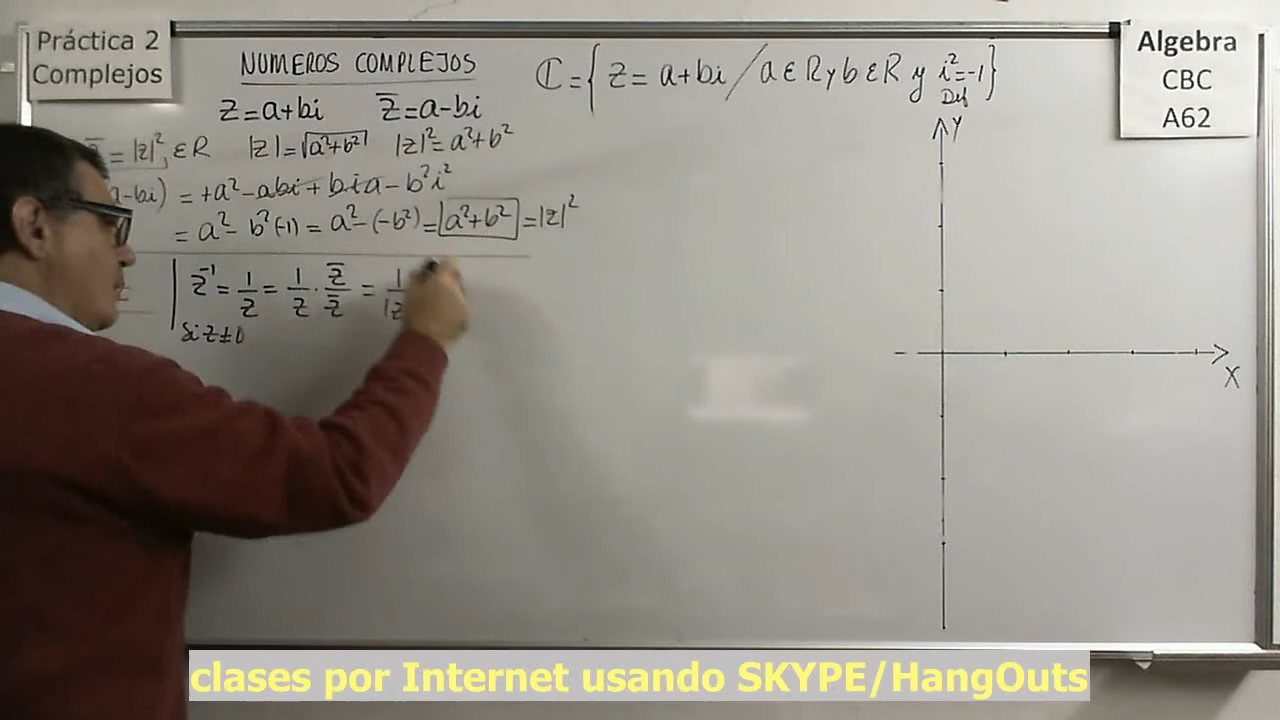 Práctica 2
Complejos
NUMEROS COMPLEJOS
z=a+bi z̅=a-bi
= |z|², ∈ R |z|=√a²+b² |z|²=a²+b²
a-bi) = +a²-abi+bia-b²i²
= a²-b²(-1) = a²-(-b²) = a²+b² = |z|²
z⁻¹ = 1/z = 1/z · z̅/z̅ = 1/|z
si z≠0
ℂ={ z= a+bi / a∈R y b∈R y i²=-1}
Def
Y
X
Algebra
CBC
A62
clases por Internet usando SKYPE/HangOuts